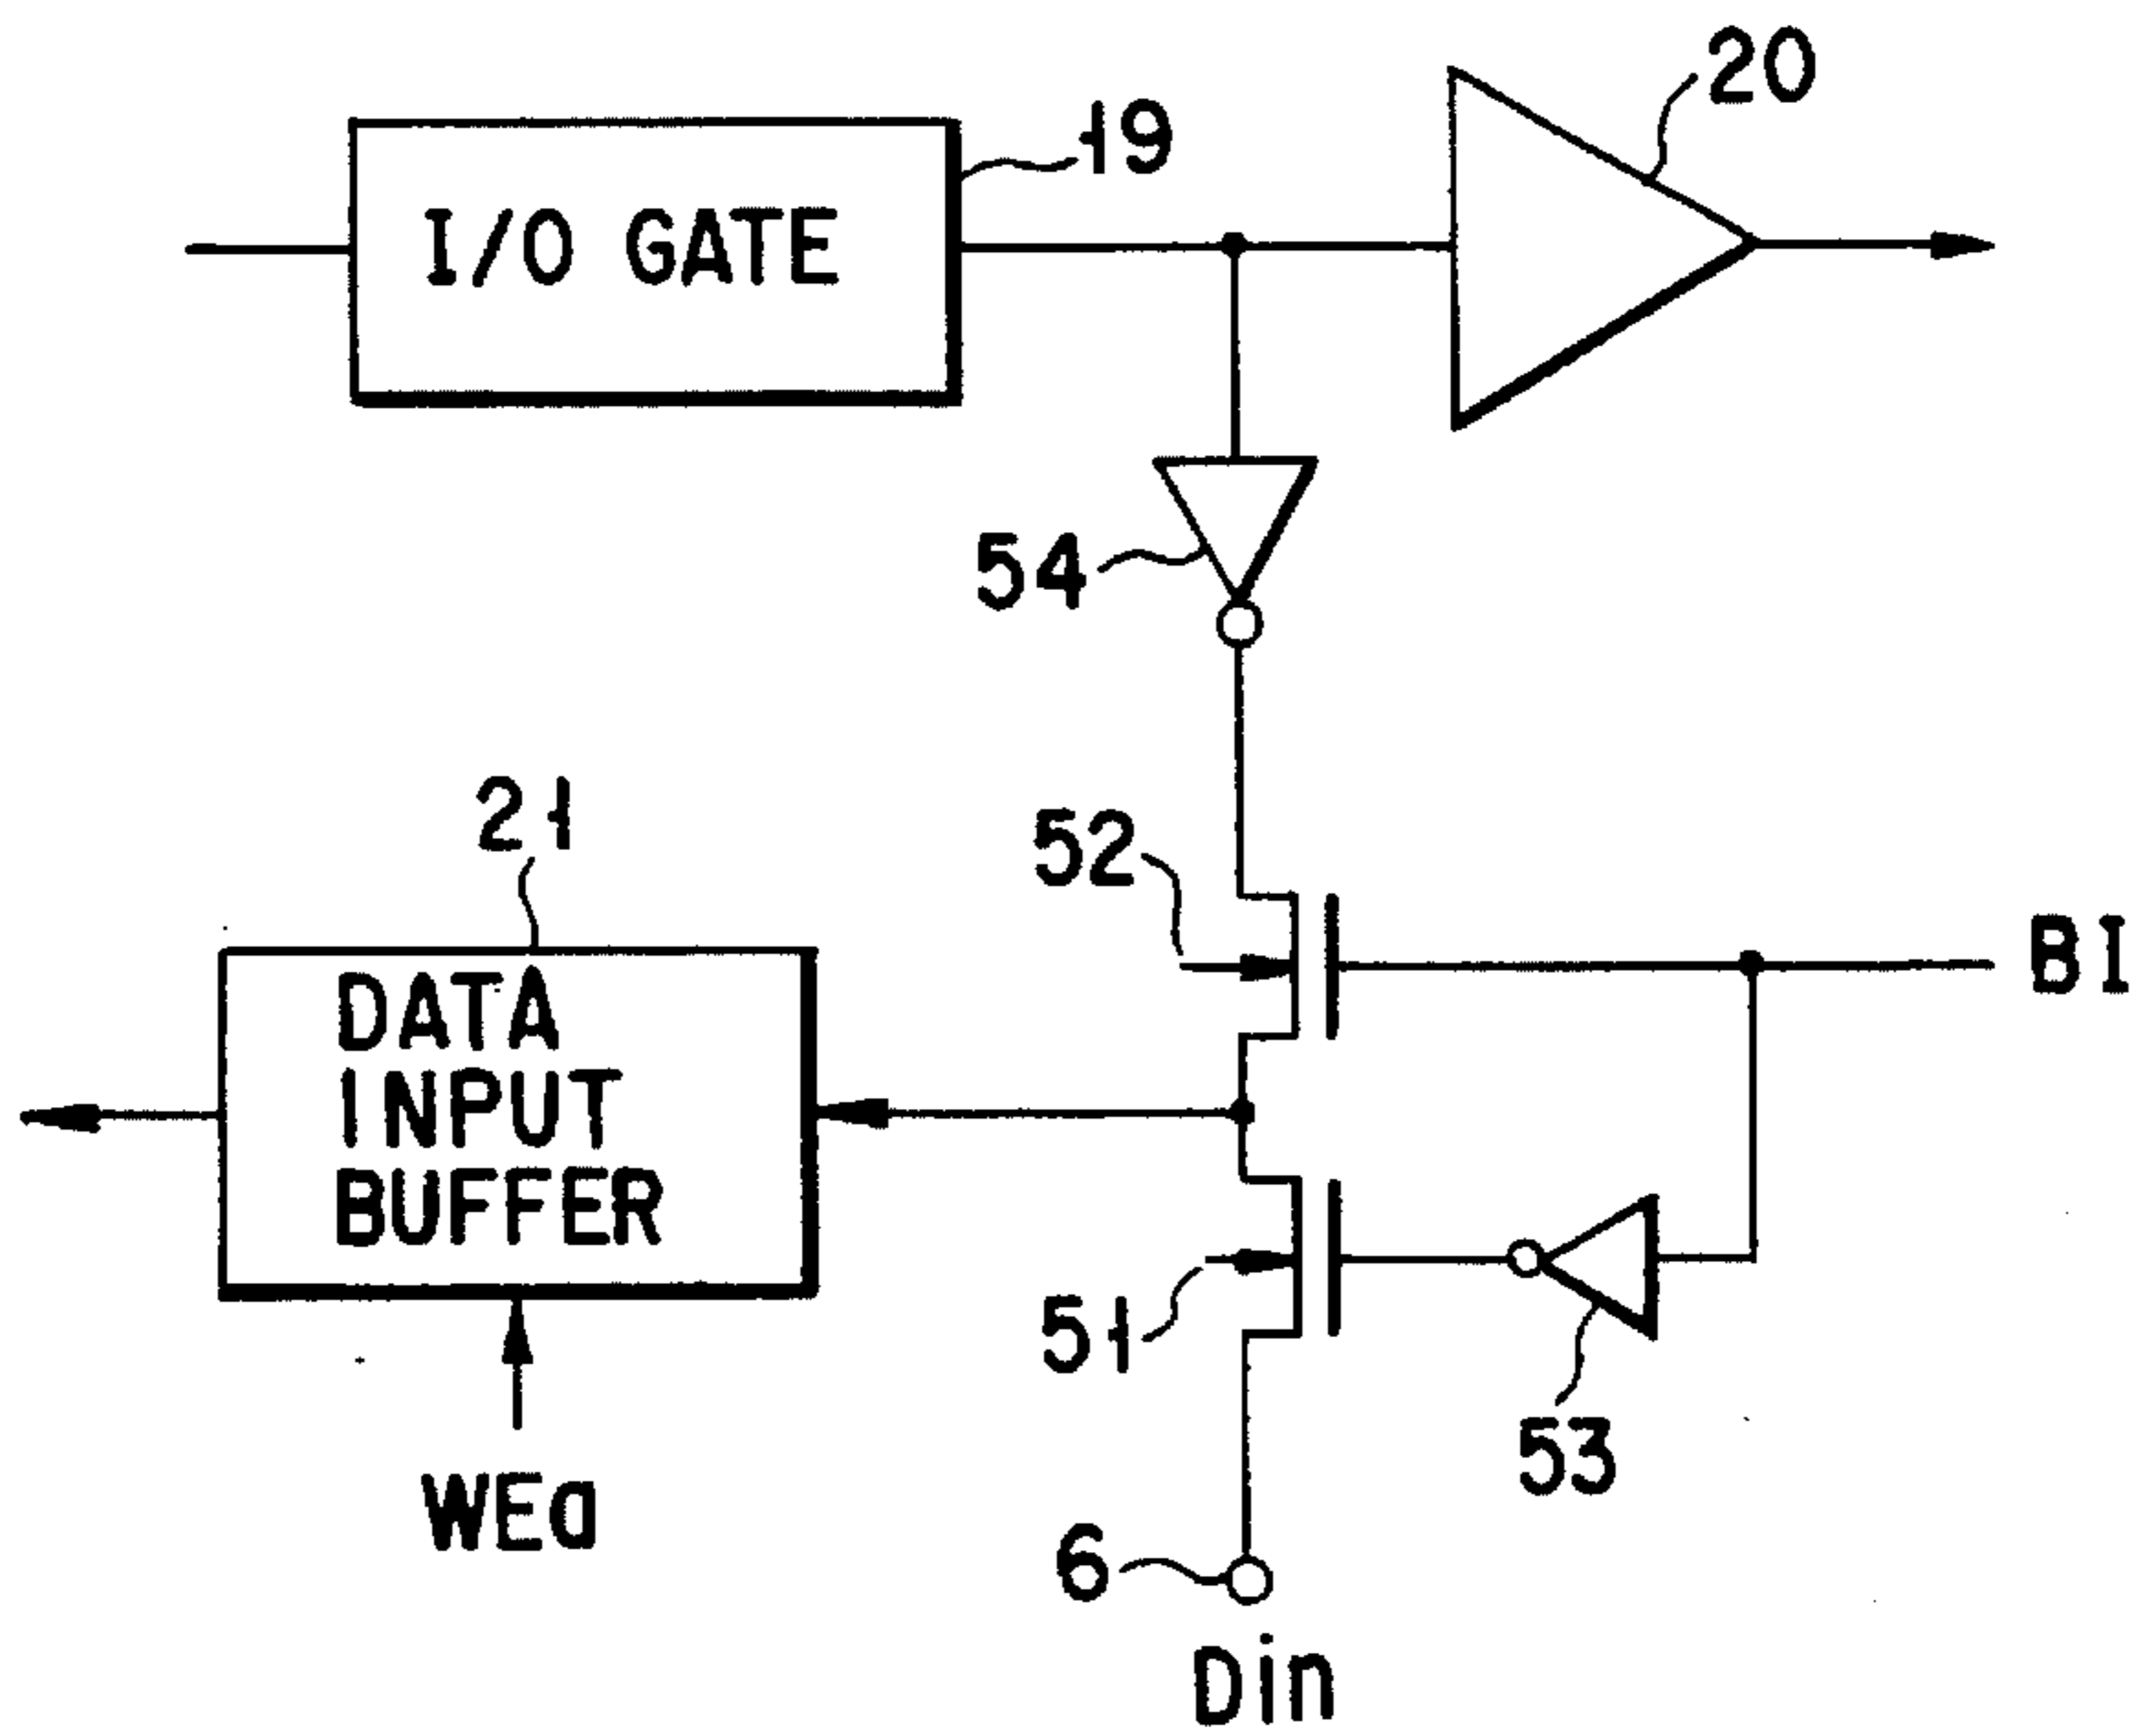 20
19
I/O GATE
54
21
52
BI
DATA
INPUT
BUFFER
51
53
WEa
6
Din